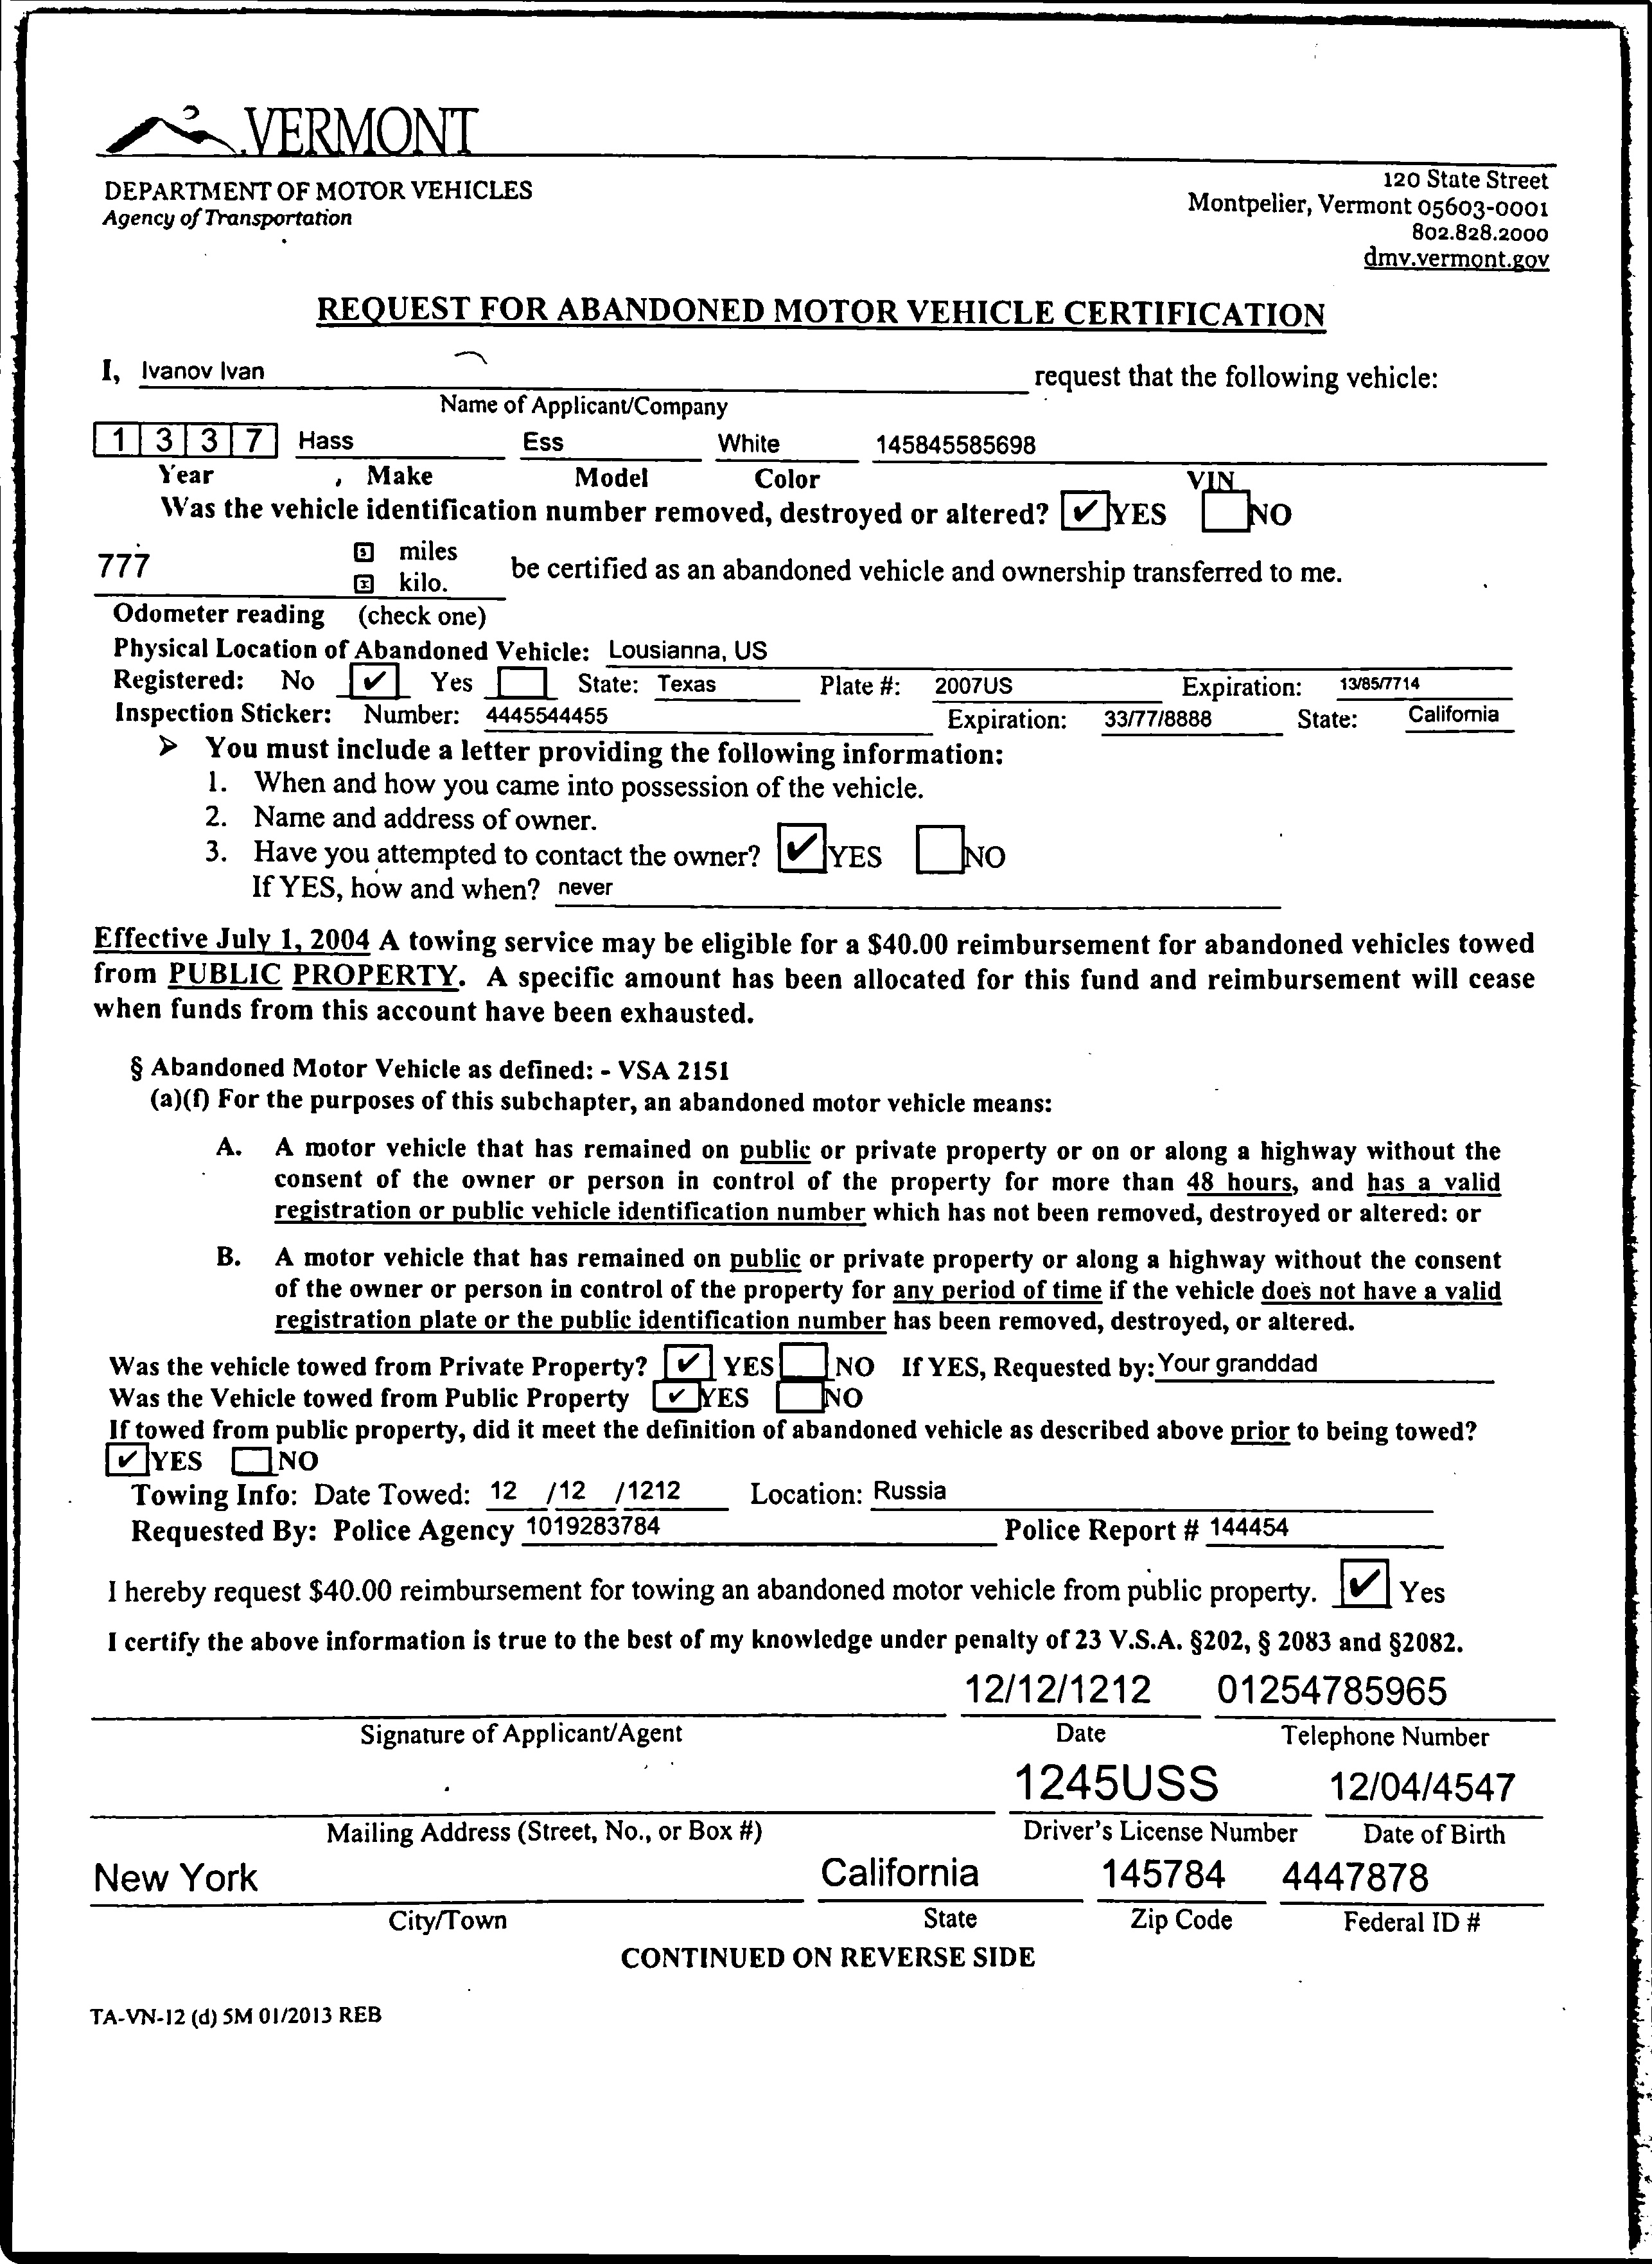 VERMONT
DEPARTMENT OF MOTOR VEHICLES
Agency of Transportation
120 State Street
Montpelier, Vermont 05603-0001
802.828.2000
dmv.vermont.gov
REQUEST FOR ABANDONED MOTOR VEHICLE CERTIFICATION
I, Ivanov Ivan request that the following vehicle:
Name of Applicant/Company
1 3 3 7 Hass Ess White 145845585698
Year Make Model Color VIN
Was the vehicle identification number removed, destroyed or altered? ✔ YES NO
777 miles
kilo. be certified as an abandoned vehicle and ownership transferred to me.
Odometer reading (check one)
Physical Location of Abandoned Vehicle: Lousianna, US
Registered: No ✔ Yes State: Texas Plate #: 2007US Expiration: 13/85/7714
Inspection Sticker: Number: 4445544455 Expiration: 33/77/8888 State: California
➢ You must include a letter providing the following information:
1. When and how you came into possession of the vehicle.
2. Name and address of owner.
3. Have you attempted to contact the owner? ✔ YES NO
If YES, how and when? never
Effective July 1, 2004 A towing service may be eligible for a $40.00 reimbursement for abandoned vehicles towed
from PUBLIC PROPERTY. A specific amount has been allocated for this fund and reimbursement will cease
when funds from this account have been exhausted.
§ Abandoned Motor Vehicle as defined: - VSA 2151
(a)(f) For the purposes of this subchapter, an abandoned motor vehicle means:
A. A motor vehicle that has remained on public or private property or on or along a highway without the
consent of the owner or person in control of the property for more than 48 hours, and has a valid
registration or public vehicle identification number which has not been removed, destroyed or altered: or
B. A motor vehicle that has remained on public or private property or along a highway without the consent
of the owner or person in control of the property for any period of time if the vehicle does not have a valid
registration plate or the public identification number has been removed, destroyed, or altered.
Was the vehicle towed from Private Property? ✔ YES NO If YES, Requested by: Your granddad
Was the Vehicle towed from Public Property ✔ YES NO
If towed from public property, did it meet the definition of abandoned vehicle as described above prior to being towed?
✔ YES NO
Towing Info: Date Towed: 12 /12 /1212 Location: Russia
Requested By: Police Agency 1019283784 Police Report # 144454
I hereby request $40.00 reimbursement for towing an abandoned motor vehicle from public property. ✔ Yes
I certify the above information is true to the best of my knowledge under penalty of 23 V.S.A. §202, § 2083 and §2082.
12/12/1212 01254785965
Signature of Applicant/Agent Date Telephone Number
1245USS 12/04/4547
Mailing Address (Street, No., or Box #) Driver's License Number Date of Birth
New York California 145784 4447878
City/Town State Zip Code Federal ID #
CONTINUED ON REVERSE SIDE
TA-VN-12 (d) 5M 01/2013 REB